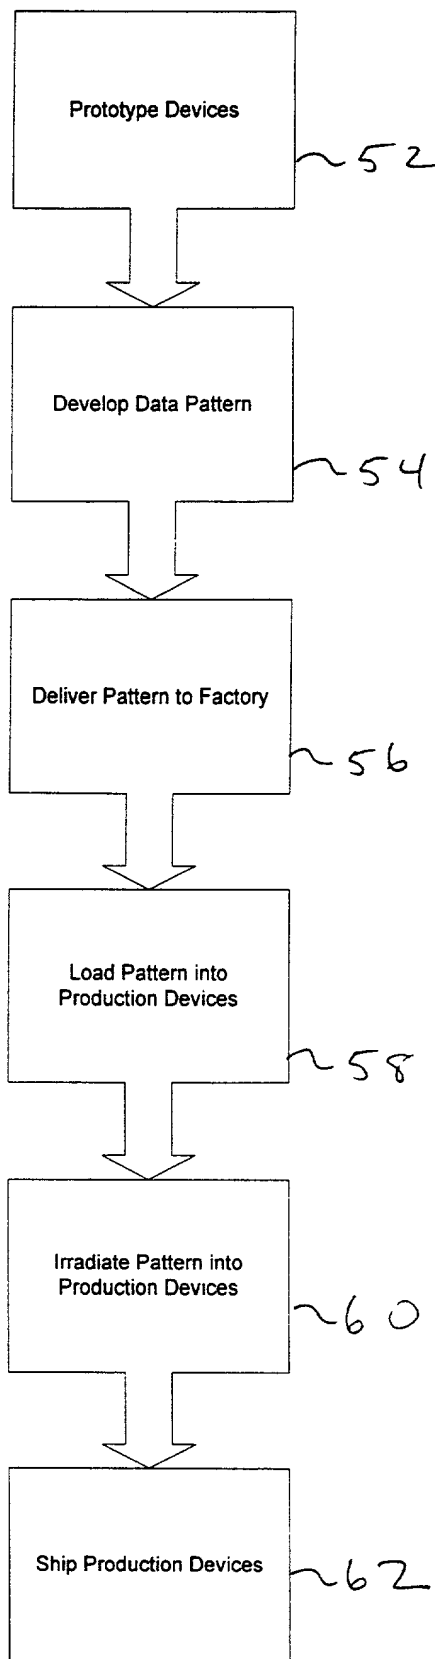 Prototype Devices
52
Develop Data Pattern
54
Deliver Pattern to Factory
56
Load Pattern into
Production Devices
58
Irradiate Pattern into
Production Devices
60
Ship Production Devices
62